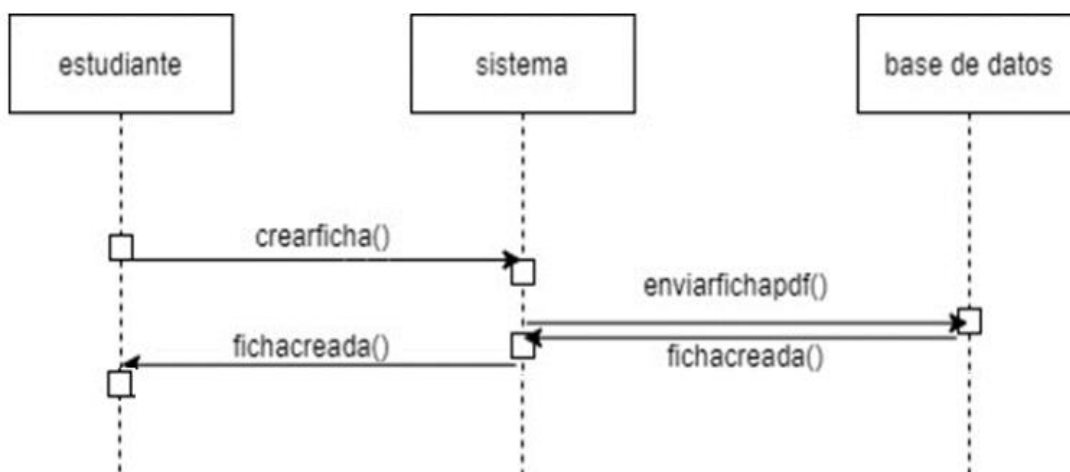 estudiante
sistema
base de datos
crearficha()
enviarfichapdf()
fichacreada()
fichacreada()